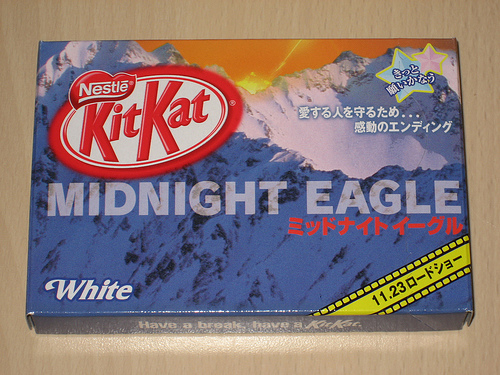 Nestlé
KitKat®
きっと
願いかなう
愛する人を守るため...
感動のエンディング
MIDNIGHT EAGLE
ミッドナイトイーグル
White
11.23ロードショー
Have a break, have a KitKat.